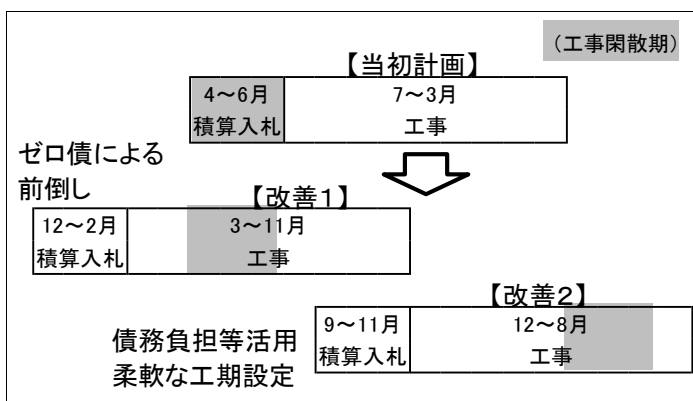 （工事閑散期）
【当初計画】
4～6月
積算入札
7～3月
工事
ゼロ債による
前倒し
【改善１】
12～2月
積算入札
3～11月
工事
【改善２】
債務負担等活用
柔軟な工期設定
9～11月
積算入札
12～8月
工事